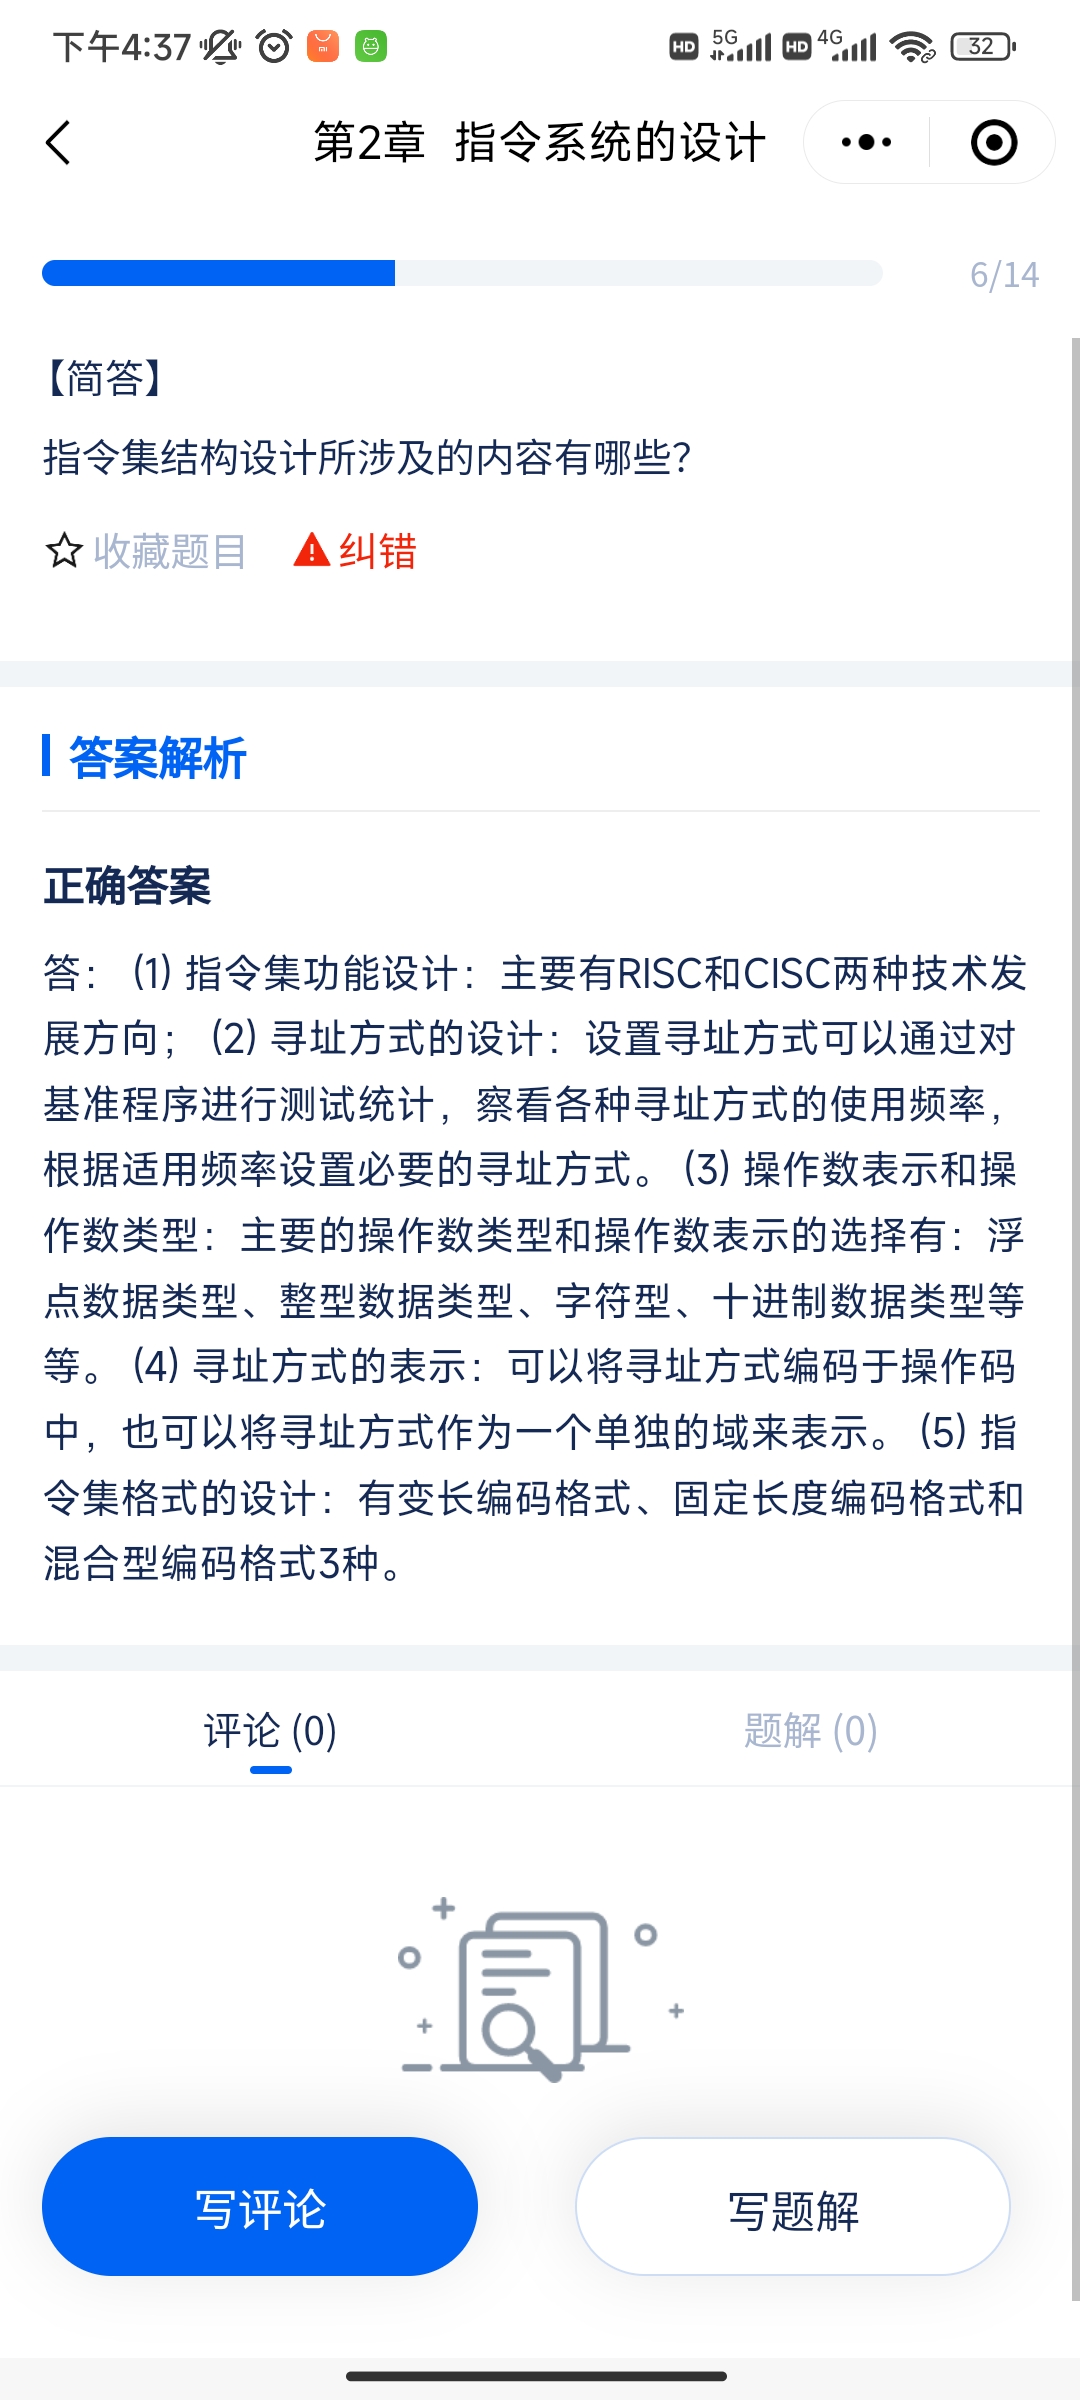 下午4:37 HD 5G HD 4G 32
第2章 指令系统的设计
6/14
【简答】
指令集结构设计所涉及的内容有哪些?
收藏题目 纠错
答案解析
正确答案
答： (1) 指令集功能设计：主要有RISC和CISC两种技术发
展方向； (2) 寻址方式的设计：设置寻址方式可以通过对
基准程序进行测试统计，察看各种寻址方式的使用频率，
根据适用频率设置必要的寻址方式。 (3) 操作数表示和操
作数类型：主要的操作数类型和操作数表示的选择有：浮
点数据类型、整型数据类型、字符型、十进制数据类型等
等。 (4) 寻址方式的表示：可以将寻址方式编码于操作码
中，也可以将寻址方式作为一个单独的域来表示。 (5) 指
令集格式的设计：有变长编码格式、固定长度编码格式和
混合型编码格式3种。
评论 (0) 题解 (0)
写评论 写题解